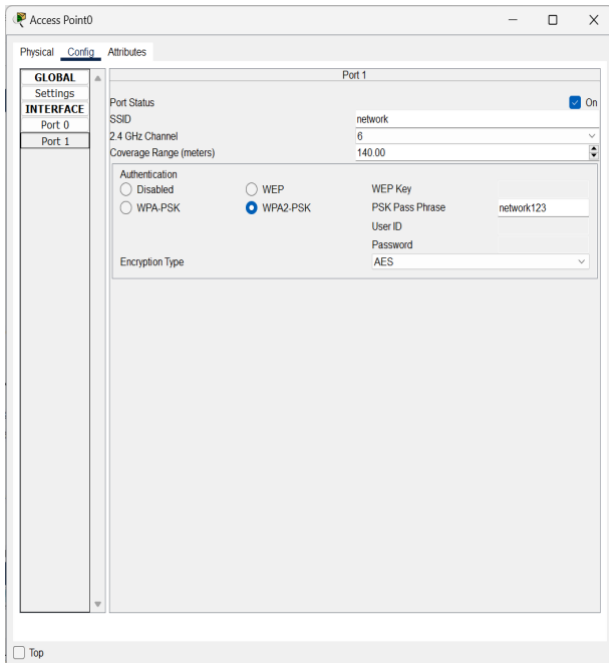 Access Point0
Physical Config Attributes
GLOBAL
Settings
INTERFACE
Port 0
Port 1
Port 1
Port Status On
SSID network
2.4 GHz Channel 6
Coverage Range (meters) 140.00
Authentication
Disabled WEP WEP Key
WPA-PSK WPA2-PSK PSK Pass Phrase network123
User ID
Password
Encryption Type AES
Top